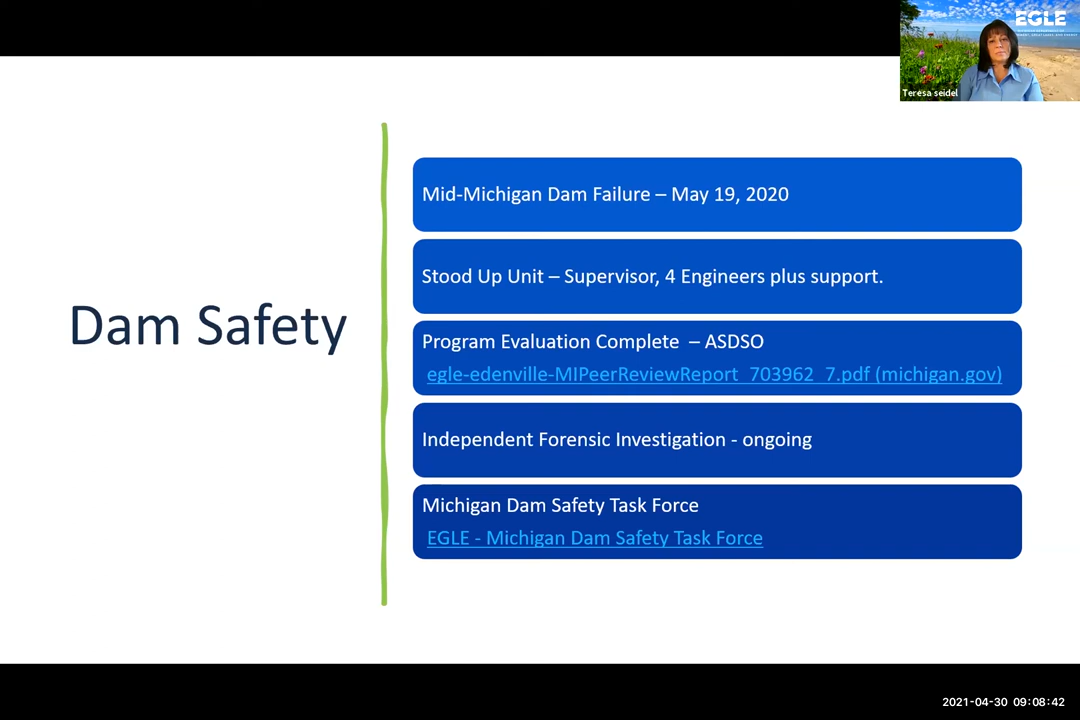 EGLE
Teresa seidel
Dam Safety
Mid-Michigan Dam Failure – May 19, 2020
Stood Up Unit – Supervisor, 4 Engineers plus support.
Program Evaluation Complete – ASDSO
egle-edenville-MIPeerReviewReport_703962_7.pdf (michigan.gov)
Independent Forensic Investigation - ongoing
Michigan Dam Safety Task Force
EGLE - Michigan Dam Safety Task Force
2021-04-30 09:08:42